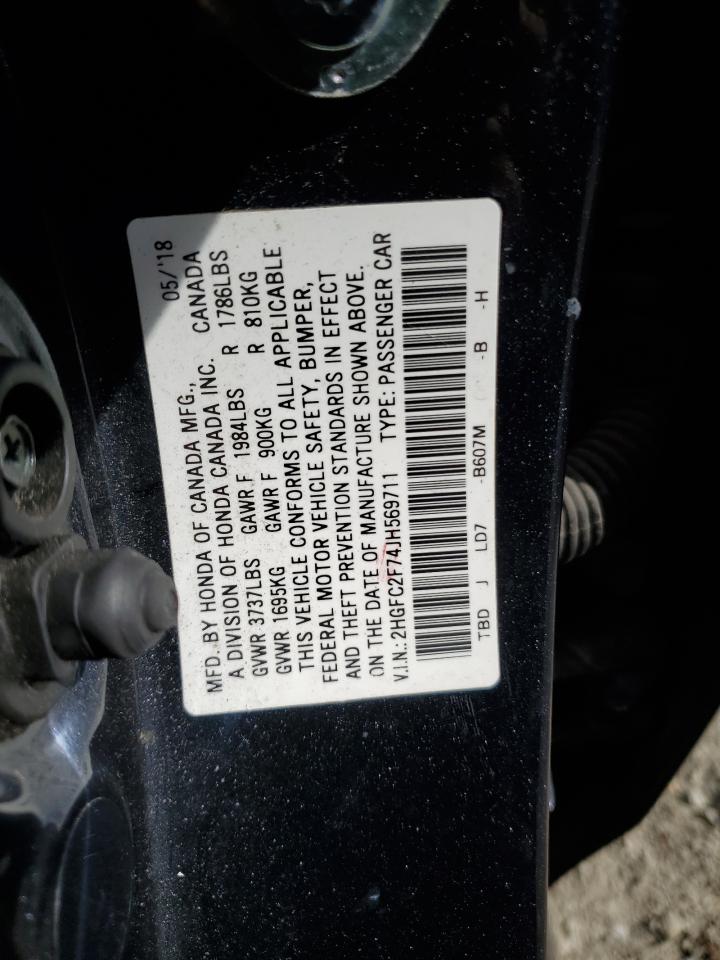 05/'18
MFD. BY HONDA OF CANADA MFG.,
A DIVISION OF HONDA CANADA INC. CANADA
GVWR 3737LBS GAWR F 1984LBS R 1786LBS
GVWR 1695KG GAWR F 900KG R 810KG
THIS VEHICLE CONFORMS TO ALL APPLICABLE
FEDERAL MOTOR VEHICLE SAFETY, BUMPER,
AND THEFT PREVENTION STANDARDS IN EFFECT
ON THE DATE OF MANUFACTURE SHOWN ABOVE.
V.I.N.: 2HGFC2F74JH569711 TYPE: PASSENGER CAR
TBD J LD7 -B607M -B -H